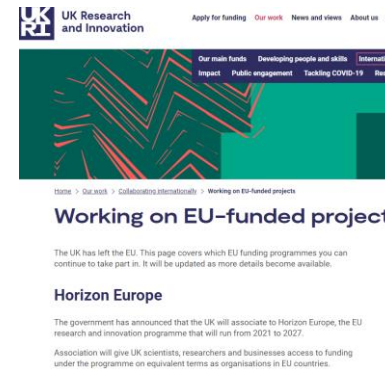 UK Research
and Innovation
Apply for funding Our work News and views About us
Our main funds Developing people and skills
Impact Public engagement Tackling COVID-19
Home > Our work > Collaborating internationally > Working on EU-funded projects
Working on EU-funded project
The UK has left the EU. This page covers which EU funding programmes you can
continue to take part in. It will be updated as more details become available.
Horizon Europe
The government has announced that the UK will associate to Horizon Europe, the EU
research and innovation programme that will run from 2021 to 2027.
Association will give UK scientists, researchers and businesses access to funding
under the programme on equivalent terms as organisations in EU countries.